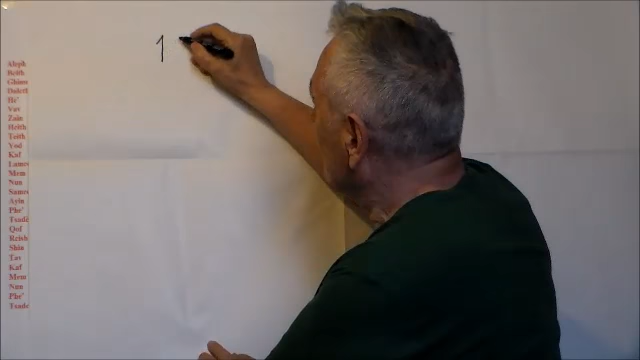 1
Aleph
Beith
Ghimel
Daleth
He'
Vav
Zain
Heith
Teith
Yod
Kaf
Lamed
Mem
Nun
Samec
Ayin
Phe'
Tsade
Qof
Reish
Shin
Tav
Kaf
Mem
Nun
Phe'
Tsade